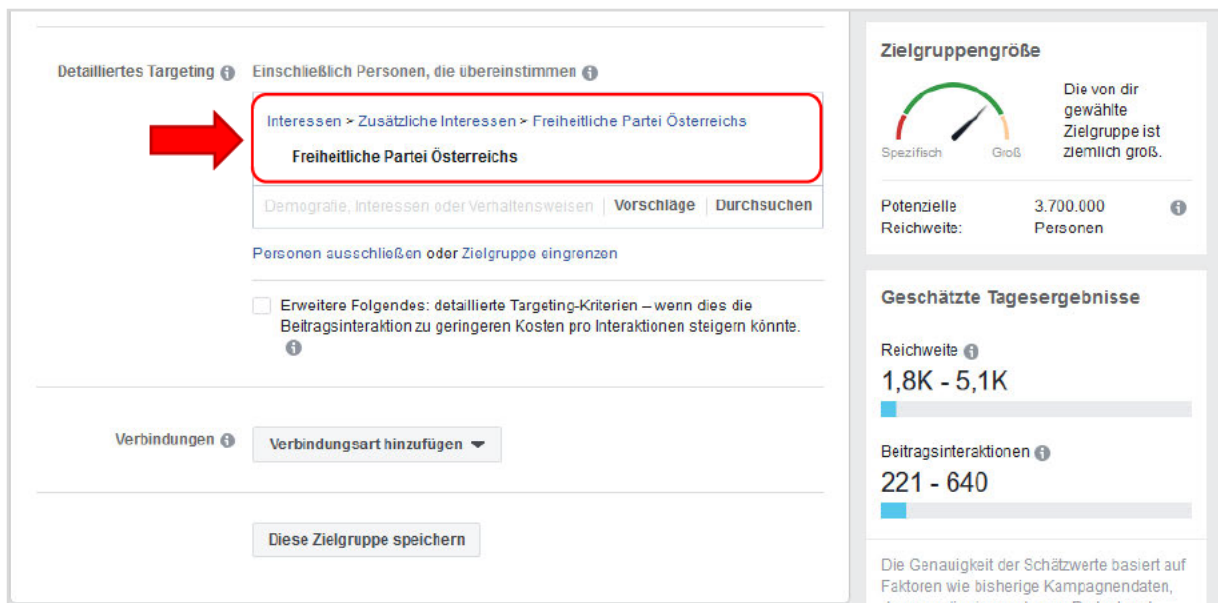 Detailliertes Targeting
Einschließlich Personen, die übereinstimmen
Interessen > Zusätzliche Interessen > Freiheitliche Partei Österreichs
Freiheitliche Partei Österreichs
Demografie, Interessen oder Verhaltensweisen | Vorschläge | Durchsuchen
Personen ausschließen oder Zielgruppe eingrenzen
Erweitere Folgendes: detaillierte Targeting-Kriterien – wenn dies die
Beitragsinteraktion zu geringeren Kosten pro Interaktionen steigern könnte.
Verbindungen
Verbindungsart hinzufügen
Diese Zielgruppe speichern
Zielgruppengröße
Spezifisch
Groß
Die von dir
gewählte
Zielgruppe ist
ziemlich groß.
Potenzielle
Reichweite:
3.700.000
Personen
Geschätzte Tagesergebnisse
Reichweite
1,8K - 5,1K
Beitragsinteraktionen
221 - 640
Die Genauigkeit der Schätzwerte basiert auf
Faktoren wie bisherige Kampagnendaten,